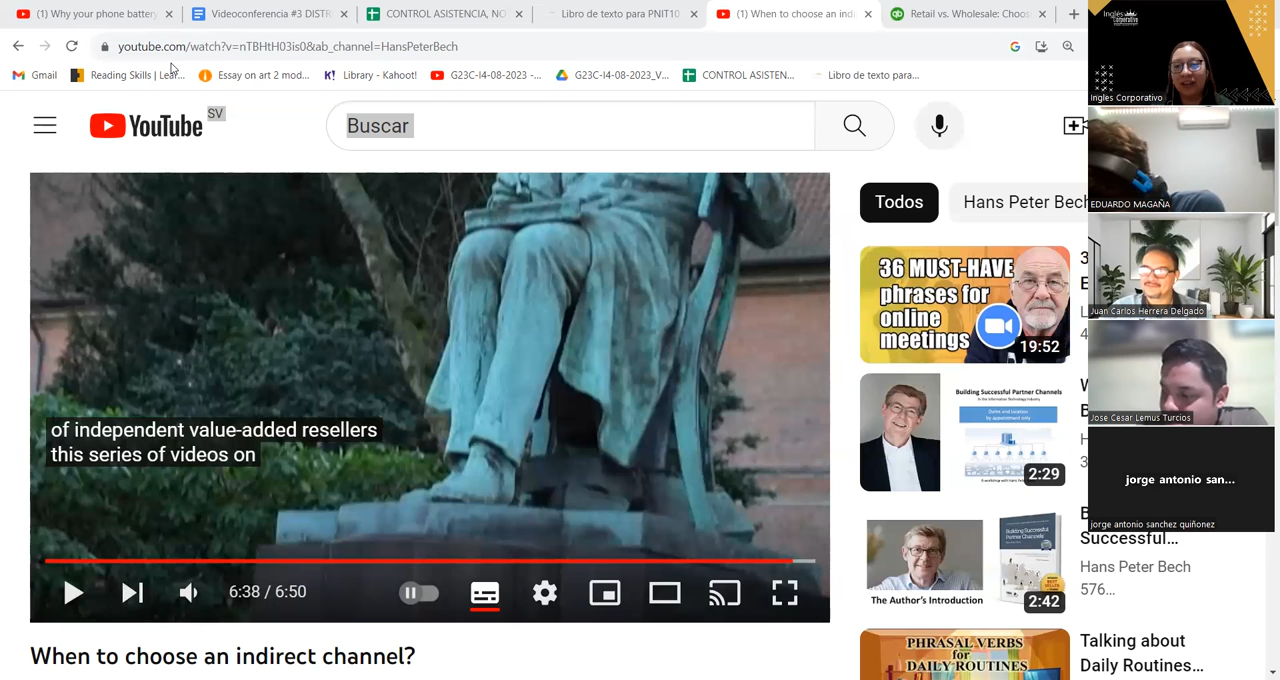 (1) Why your phone battery
Videoconferencia #3 DISTR
CONTROL ASISTENCIA, NO
Libro de texto para PNIT10
(1) When to choose an indi
Retail vs. Wholesale: Choos
youtube.com/watch?v=nTBHtH03is0&ab_channel=HansPeterBech
Gmail
Reading Skills | Lear...
Essay on art 2 mod...
Library - Kahoot!
G23C-I4-08-2023 -...
G23C-I4-08-2023_V...
CONTROL ASISTEN...
Libro de texto para...
YouTube
SV
Buscar
of independent value-added resellers
this series of videos on
6:38 / 6:50
When to choose an indirect channel?
Todos
Hans Peter Bech
36 MUST-HAVE
phrases for
online
meetings
19:52
Building Successful Partner Channels
2:29
Building
Successful
Partner
Channels
The Author's Introduction
2:42
Successful...
Hans Peter Bech
576...
PHRASAL VERBS
for
DAILY ROUTINES
Talking about
Daily Routines...
Inglés
Corporativo
Ingles Corporativo
EDUARDO MAGAÑA
Juan Carlos Herrera Delgado
Jose Cesar Lemus Turcios
jorge antonio san...
jorge antonio sanchez quiñonez